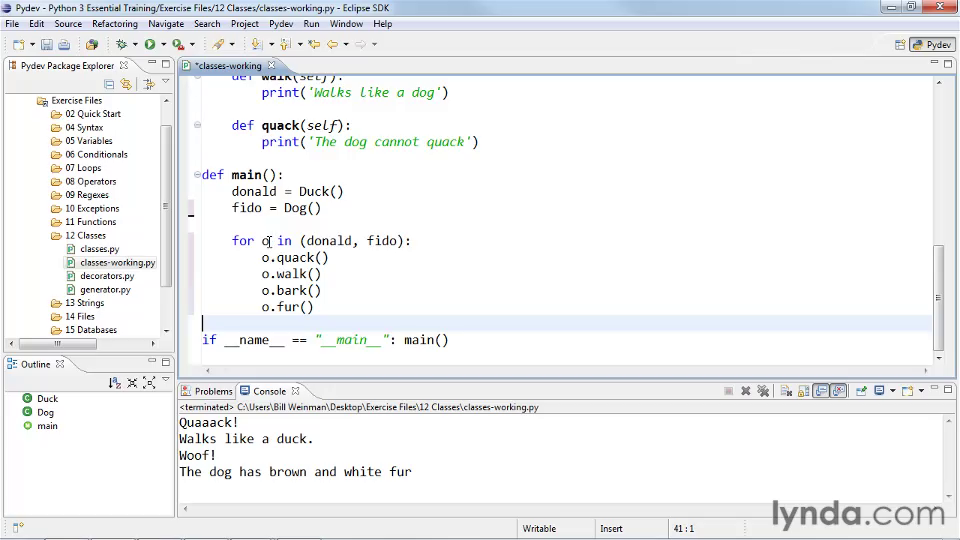 Pydev - Python 3 Essential Training/Exercise Files/12 Classes/classes-working.py - Eclipse SDK
File Edit Source Refactoring Navigate Search Project Pydev Run Window Help
Pydev
Pydev Package Explorer
*classes-working
Exercise Files
02 Quick Start
04 Syntax
05 Variables
06 Conditionals
07 Loops
08 Operators
09 Regexes
10 Exceptions
11 Functions
12 Classes
classes.py
classes-working.py
decorators.py
generator.py
13 Strings
14 Files
15 Databases
def walk(self):
print('Walks like a dog')
def quack(self):
print('The dog cannot quack')
def main():
donald = Duck()
fido = Dog()
for o in (donald, fido):
o.quack()
o.walk()
o.bark()
o.fur()
if __name__ == "__main__": main()
Outline
Duck
Dog
main
Problems
Console
<terminated> C:\Users\Bill Weinman\Desktop\Exercise Files\12 Classes\classes-working.py
Quaaack!
Walks like a duck.
Woof!
The dog has brown and white fur
Writable
Insert
41 : 1
lynda.com